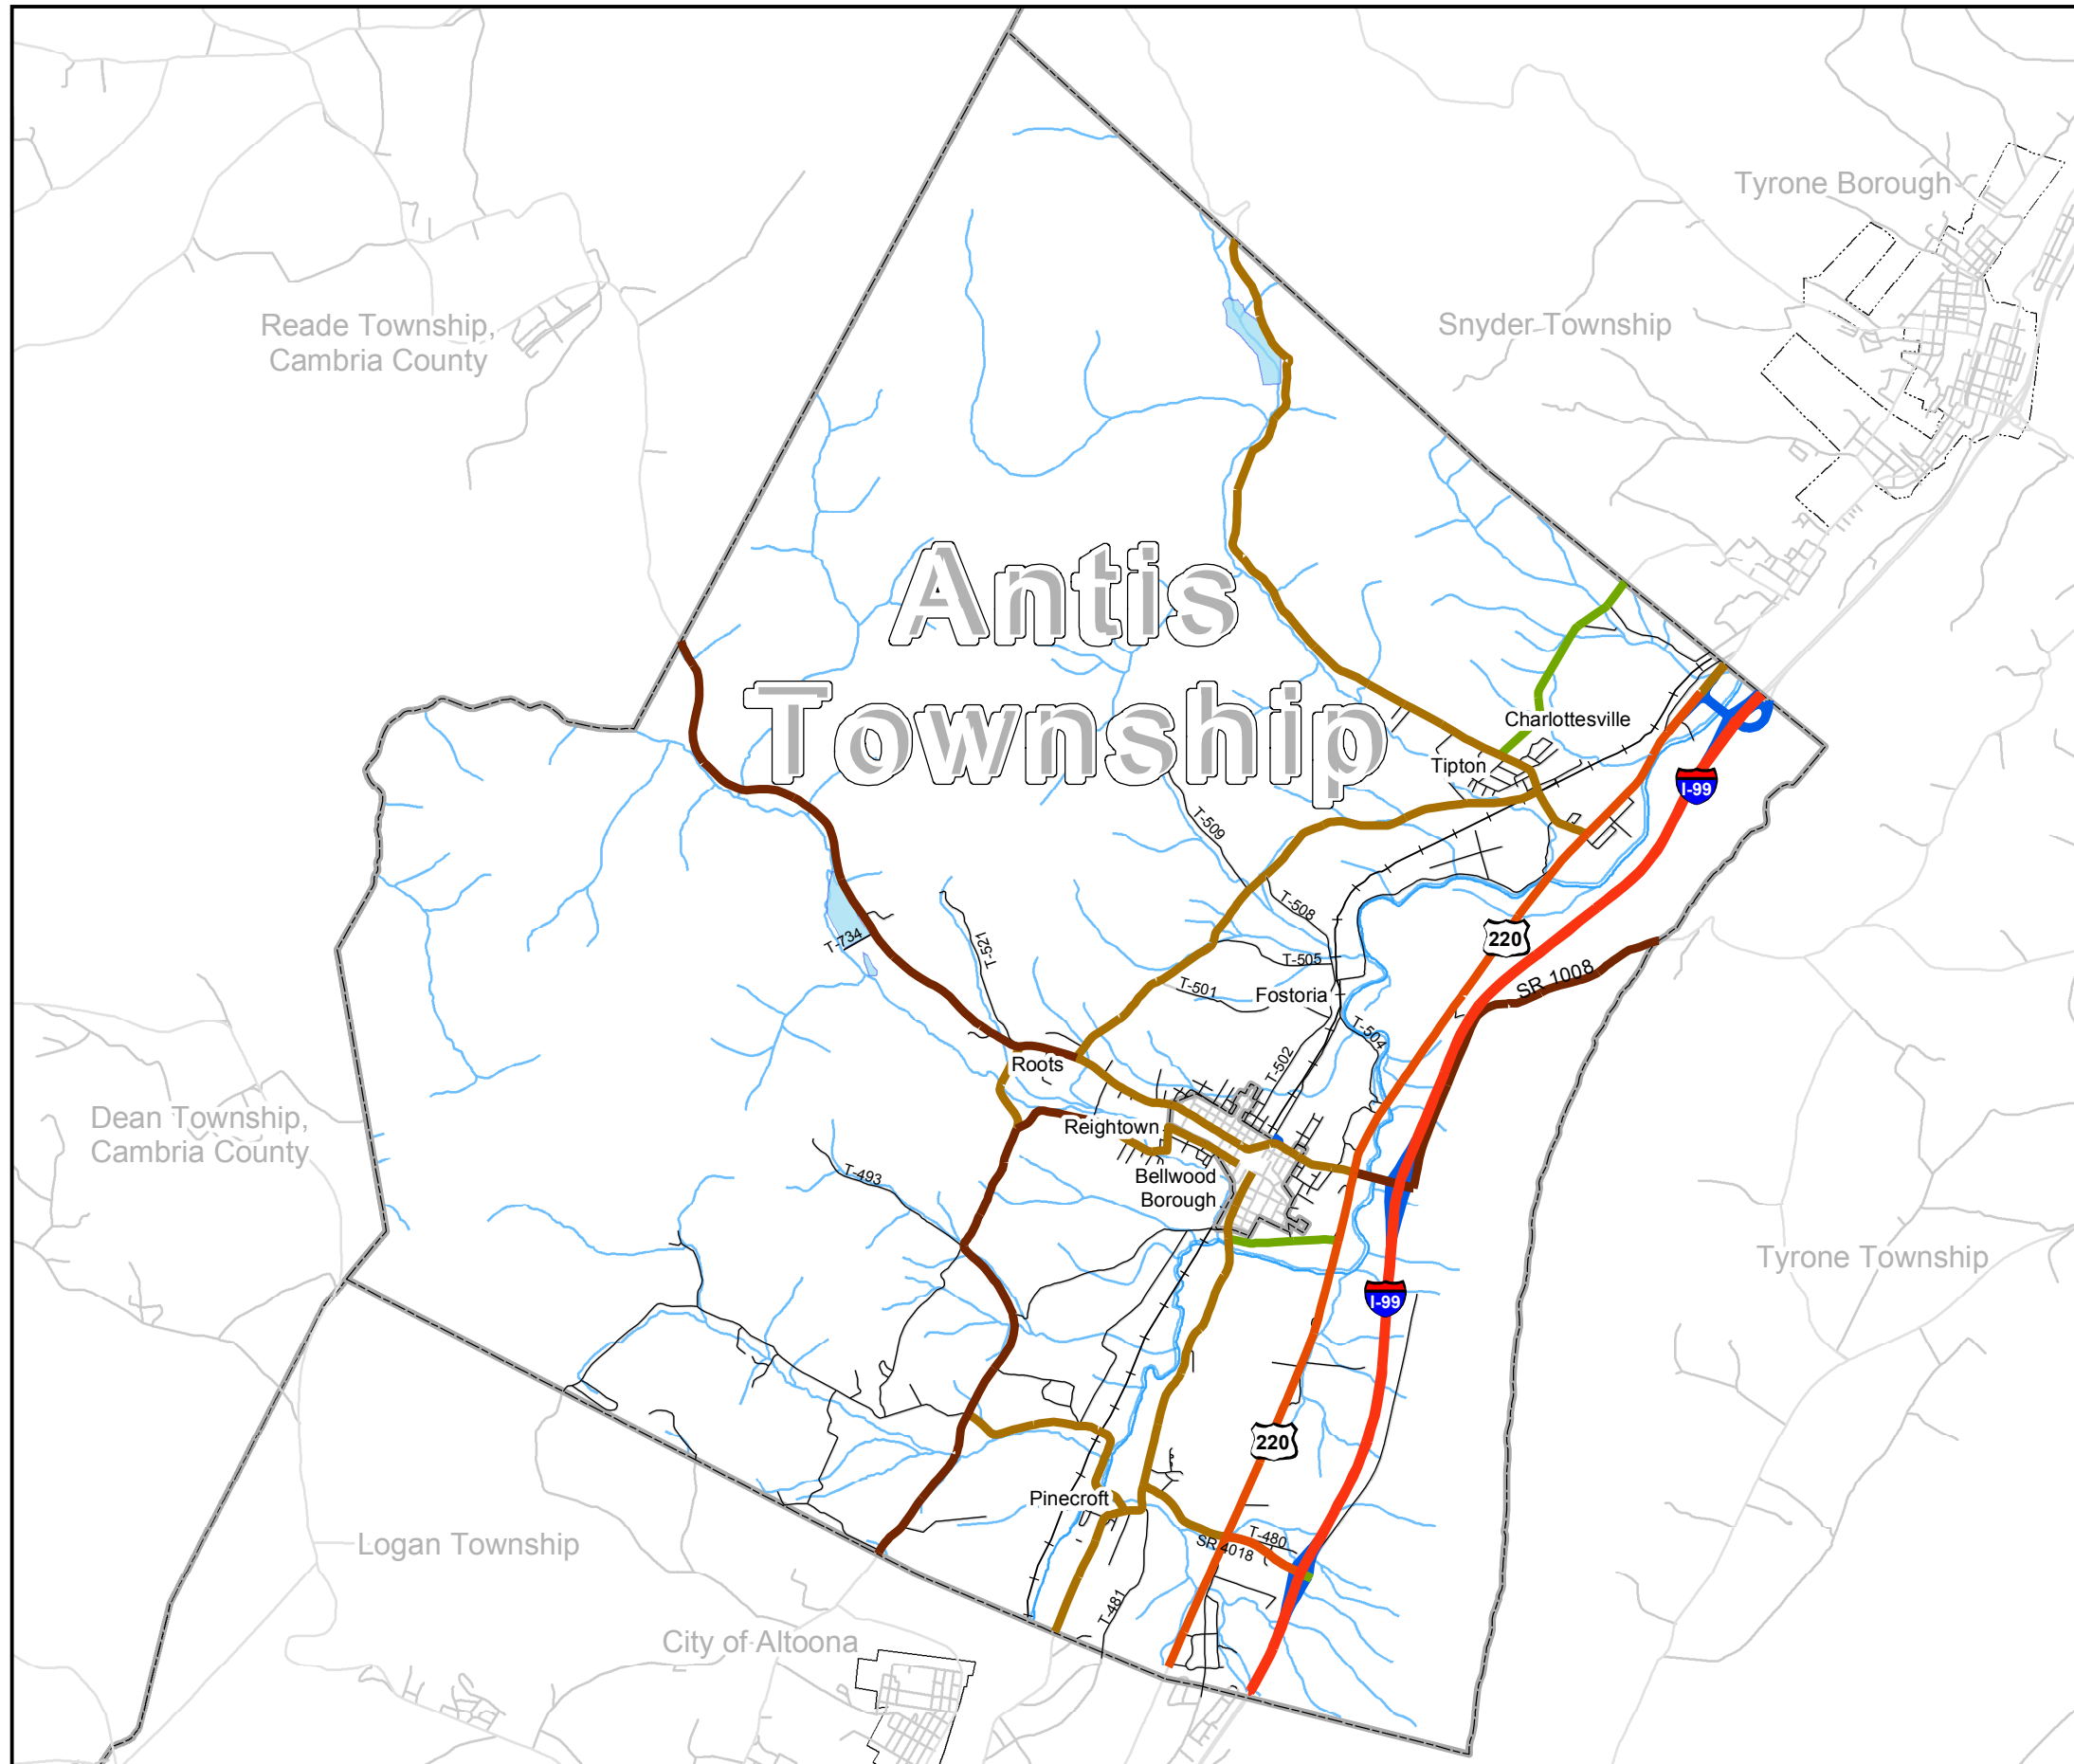 Tyrone Borough
Reade Township,
Cambria County
Snyder Township
Antis
Township
Charlottesville
Tipton
I-99
T-509
T-508
T-734
T-521
220
T-505
SR 1008
T-501
Fostoria
T-504
T-502
Roots
Dean Township,
Cambria County
Reightown
T-493
Bellwood
Borough
Tyrone Township
I-99
220
Pinecroft
T-480
SR 4018
Logan Township
T-481
City of Altoona